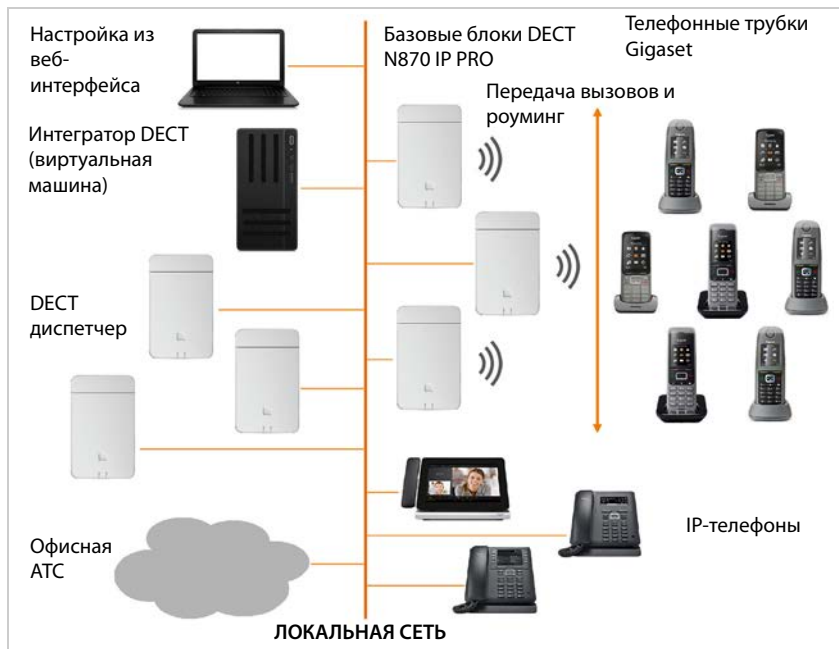 Настройка из
веб-
интерфейса
Базовые блоки DECT
N870 IP PRO
Телефонные трубки
Gigaset
Передача вызовов и
роуминг
Интегратор DECT
(виртуальная
машина)
DECT
диспетчер
Офисная
АТС
IP-телефоны
ЛОКАЛЬНАЯ СЕТЬ